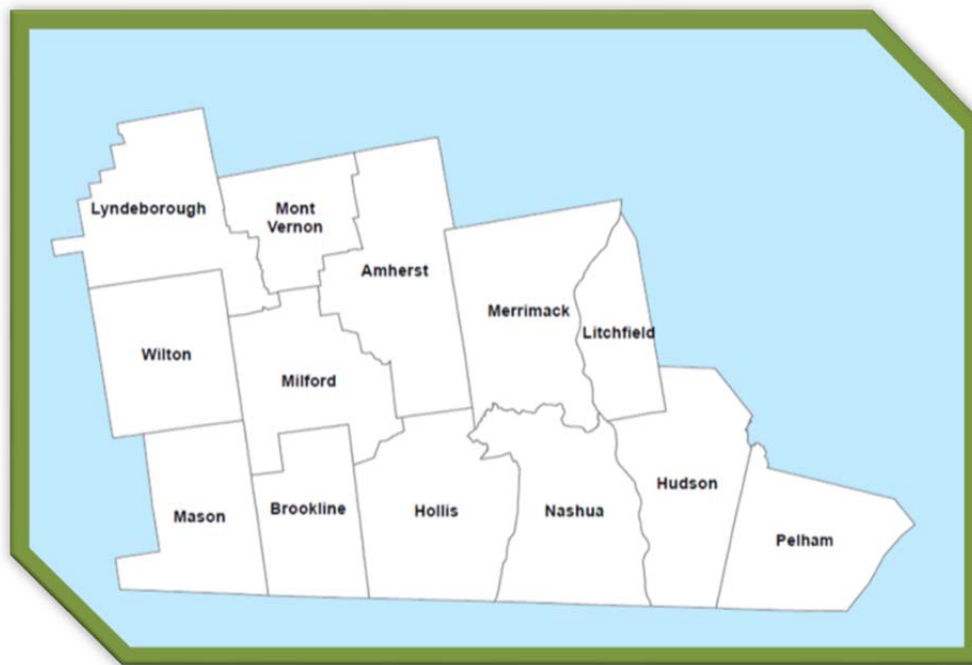 Lyndeborough
Mont
Vernon
Amherst
Merrimack
Litchfield
Wilton
Milford
Mason
Brookline
Hollis
Nashua
Hudson
Pelham